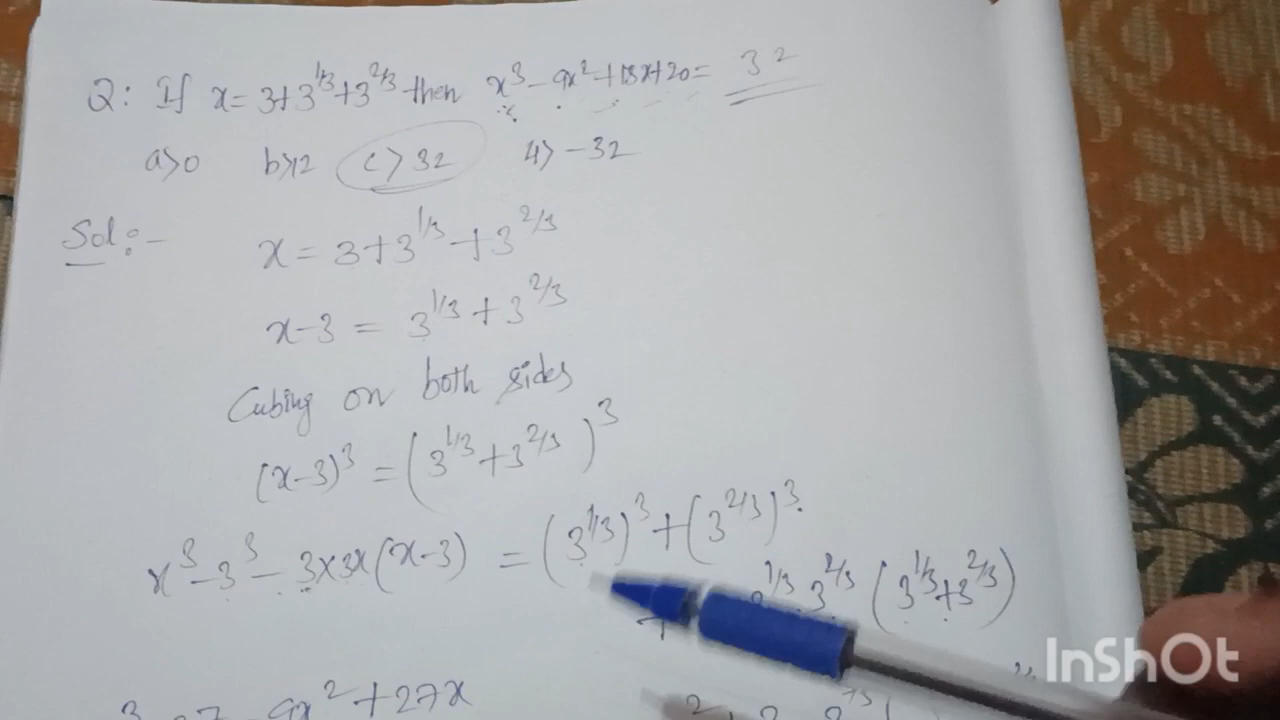 Q: If x = 3+3^{1/3}+3^{2/3} then x^3 - 9x^2 + 18x + 20 = 32
a> 0 b> 12 c> 32 4> -32
Sol:-
x = 3+3^{1/3}+3^{2/3}
x-3 = 3^{1/3}+3^{2/3}
Cubing on both sides
(x-3)^3 = (3^{1/3}+3^{2/3})^3
x^3-3^3-3×3x(x-3) = (3^{1/3})^3+(3^{2/3})^3
3^{2/3} (3^{1/3}+3^{2/3})
9x^2+27x
InShOt